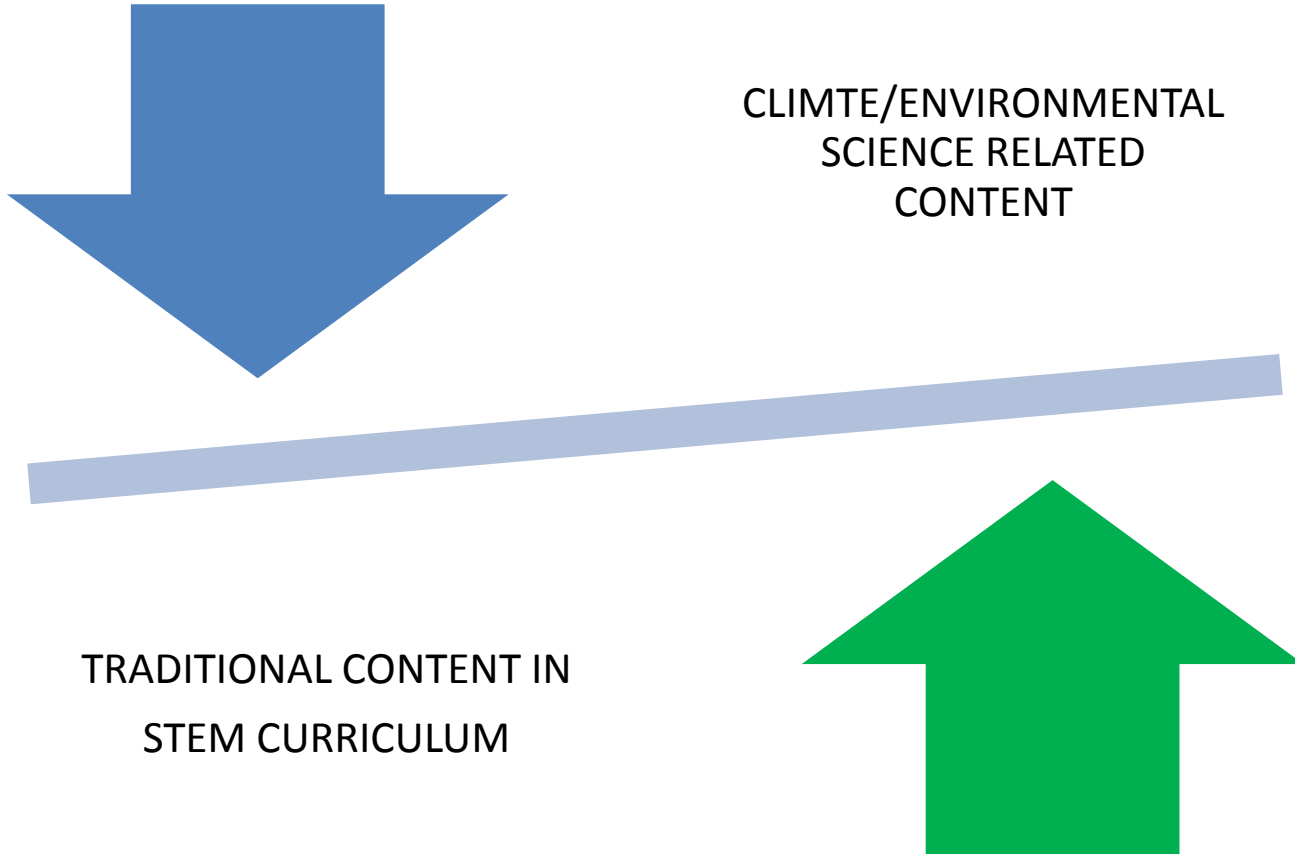 CLIMTE/ENVIRONMENTAL
SCIENCE RELATED
CONTENT
TRADITIONAL CONTENT IN
STEM CURRICULUM